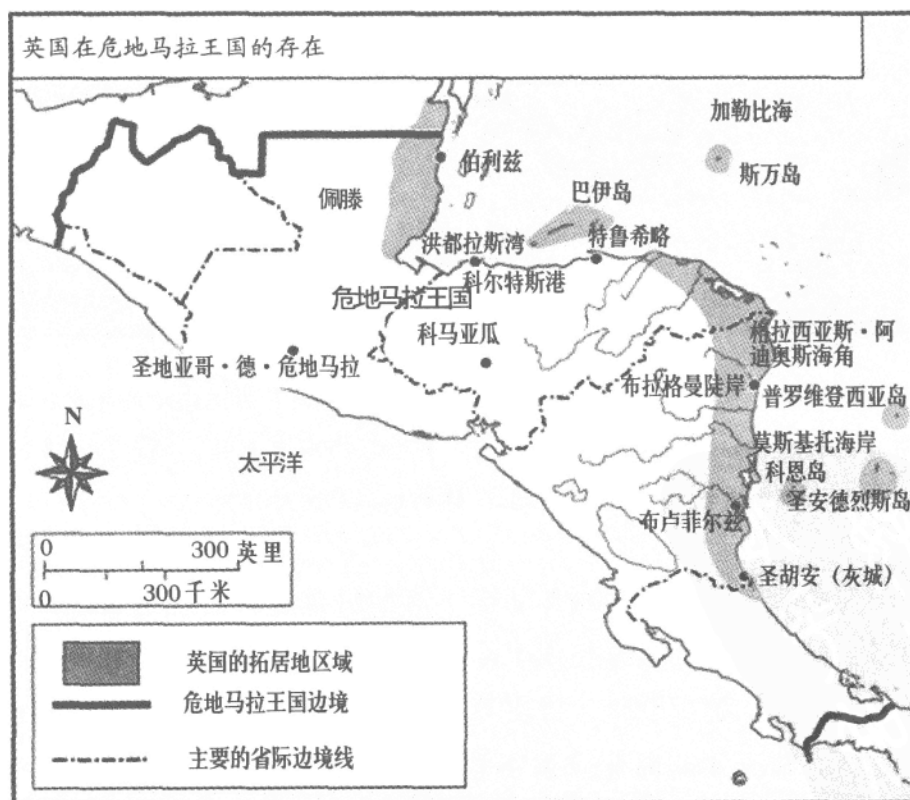 英国在危地马拉王国的存在
加勒比海
伯利兹
斯万岛
佩滕
巴伊岛
洪都拉斯湾
特鲁希略
科尔特斯港
危地马拉王国
科马亚瓜
格拉西亚斯·阿
迪奥斯海角
圣地亚哥·德·危地马拉
布拉格曼陡岸
普罗维登西亚岛
N
莫斯基托海岸
太平洋
科恩岛
圣安德烈斯岛
布卢菲尔兹
0 300 英里
圣胡安（灰城）
0 300千米
英国的拓居地区域
危地马拉王国边境
主要的省际边境线